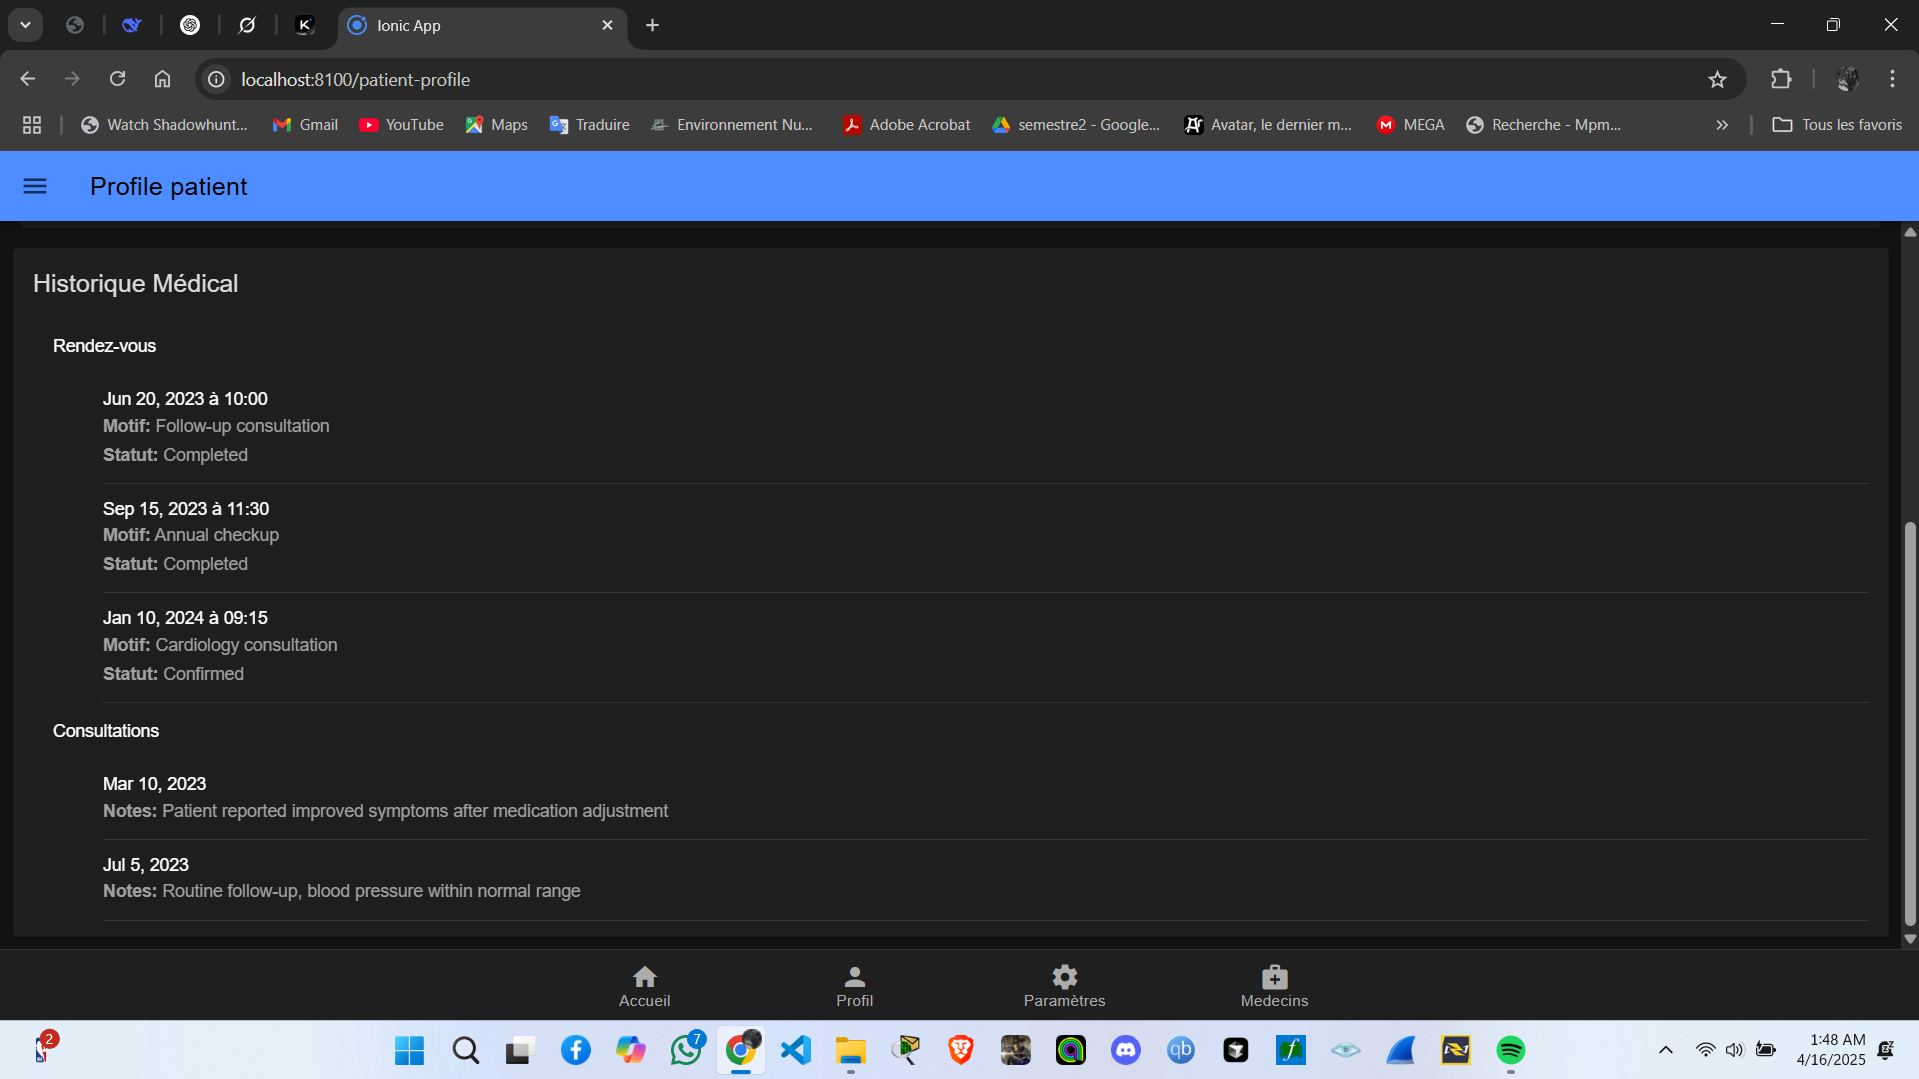 Ionic App
localhost:8100/patient-profile
Watch Shadowhunt...
Gmail
YouTube
Maps
Traduire
Environnement Nu...
Adobe Acrobat
semestre2 - Google...
Avatar, le dernier m...
MEGA
Recherche - Mpm...
Tous les favoris
Profile patient
Historique Médical
Rendez-vous
Jun 20, 2023 à 10:00
Motif: Follow-up consultation
Statut: Completed
Sep 15, 2023 à 11:30
Motif: Annual checkup
Statut: Completed
Jan 10, 2024 à 09:15
Motif: Cardiology consultation
Statut: Confirmed
Consultations
Mar 10, 2023
Notes: Patient reported improved symptoms after medication adjustment
Jul 5, 2023
Notes: Routine follow-up, blood pressure within normal range
Accueil
Profil
Paramètres
Medecins
2
7
qb
1:48 AM
4/16/2025